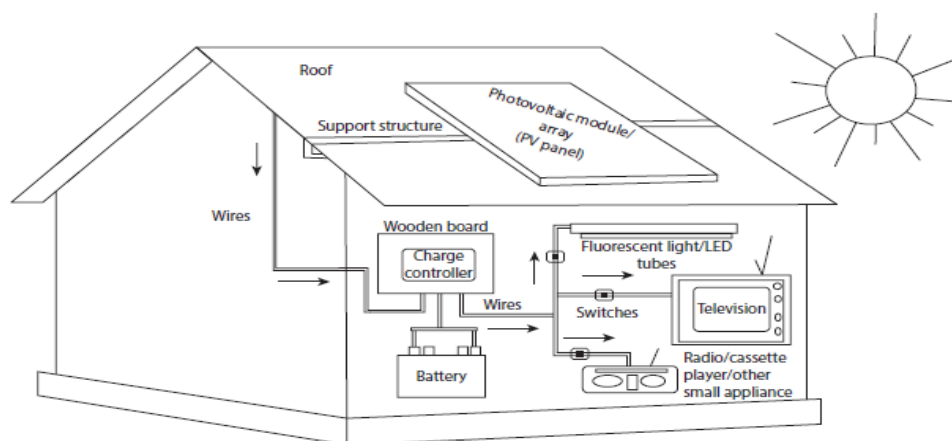 Roof
Photovoltaic module/
array
(PV panel)
Support structure
Wires
Wooden board
Charge
controller
Fluorescent light/LED
tubes
Wires
Switches
Television
Battery
Radio/cassette
player/other
small appliance